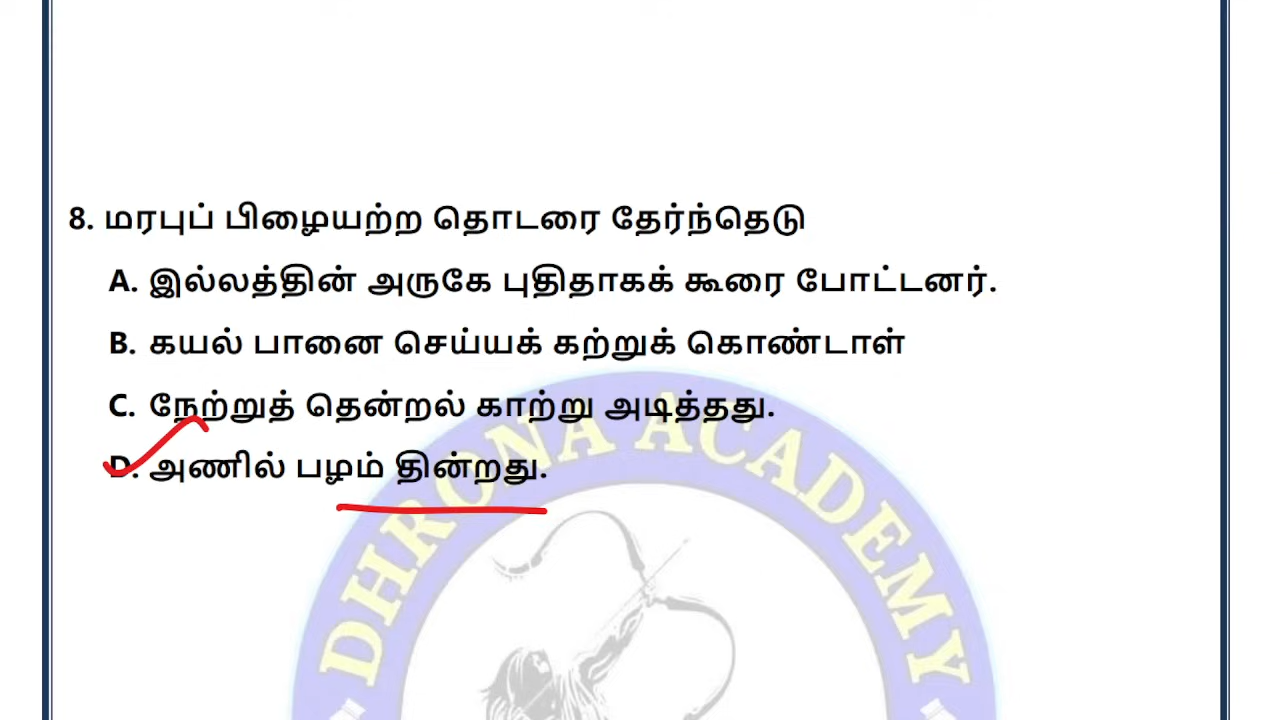 8. மரபுப் பிழையற்ற தொடரை தேர்ந்தெடு
A. இல்லத்தின் அருகே புதிதாகக் கூரை போட்டனர்.
B. கயல் பானை செய்யக் கற்றுக் கொண்டாள்
C. நேற்றுத் தென்றல் காற்று அடித்தது.
D. அணில் பழம் தின்றது.
DHRONA ACADEMY